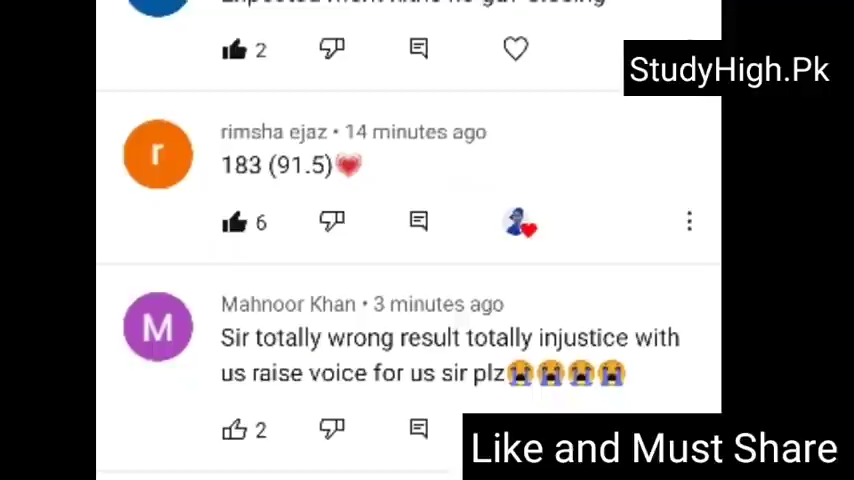 2
StudyHigh.Pk
rimsha ejaz • 14 minutes ago
r
183 (91.5)💗
6
Mahnoor Khan • 3 minutes ago
M
Sir totally wrong result totally injustice with
us raise voice for us sir plz😭😭😭😭
2
Like and Must Share